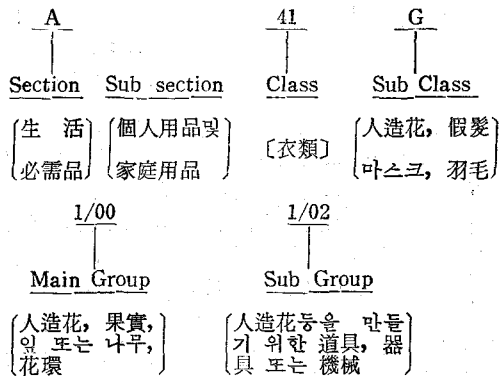 A 41 G
Section Sub section Class Sub Class
(生 活 (個人用品및 〔衣類〕 (人造花, 假髮
必需品) 家庭用品) 마스크, 羽毛)
1/00 1/02
Main Group Sub Group
(人造花, 果實, (人造花등을 만들
잎 또는 나무, 기 위한 道具, 器
花環) 具 또는 機械)